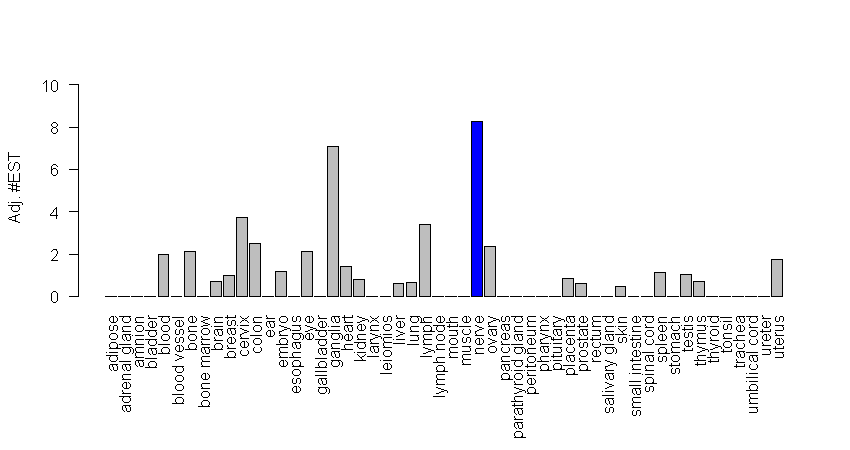 10
8
6
4
2
0
Adj. #EST
adipose
adrenal gland
amnion
bladder
blood
blood vessel
bone
bone marrow
brain
breast
cervix
colon
ear
embryo
esophagus
eye
gallbladder
ganglia
heart
kidney
larynx
leiomios
liver
lung
lymph
lymph node
mouth
muscle
nerve
ovary
pancreas
parathyroid gland
peritoneum
pharynx
pituitary
placenta
prostate
rectum
salivary gland
skin
small intestine
spinal cord
spleen
stomach
testis
thymus
thyroid
tonsil
trachea
umbilical cord
ureter
uterus